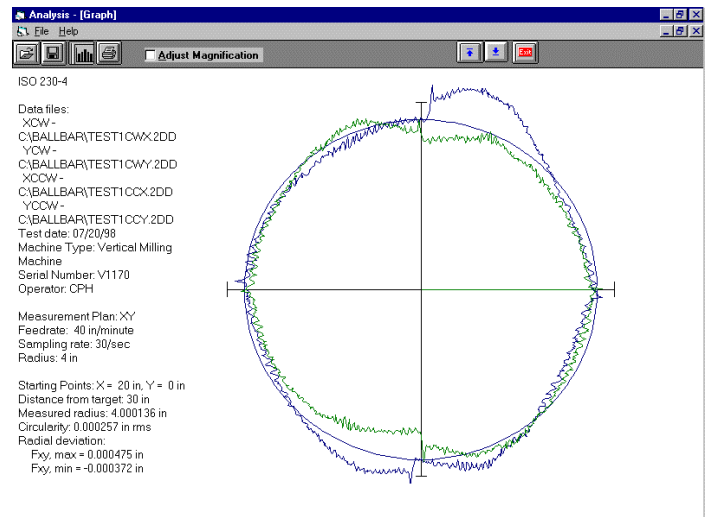 Analysis - [Graph]
File Help
Adjust Magnification
Exit
ISO 230-4
Data files:
XCW -
C:\BALLBAR\TEST1CWX.2DD
YCW -
C:\BALLBAR\TEST1CWY.2DD
XCCW -
C:\BALLBAR\TEST1CCX.2DD
YCCW -
C:\BALLBAR\TEST1CCY.2DD
Test date: 07/20/98
Machine Type: Vertical Milling
Machine
Serial Number: V1170
Operator: CPH
Measurement Plan: XY
Feedrate: 40 in/minute
Sampling rate: 30/sec
Radius: 4 in
Starting Points: X = 20 in, Y = 0 in
Distance from target: 30 in
Measured radius: 4.000136 in
Circularity: 0.000257 in rms
Radial deviation:
Fxy, max = 0.000475 in
Fxy, min = -0.000372 in